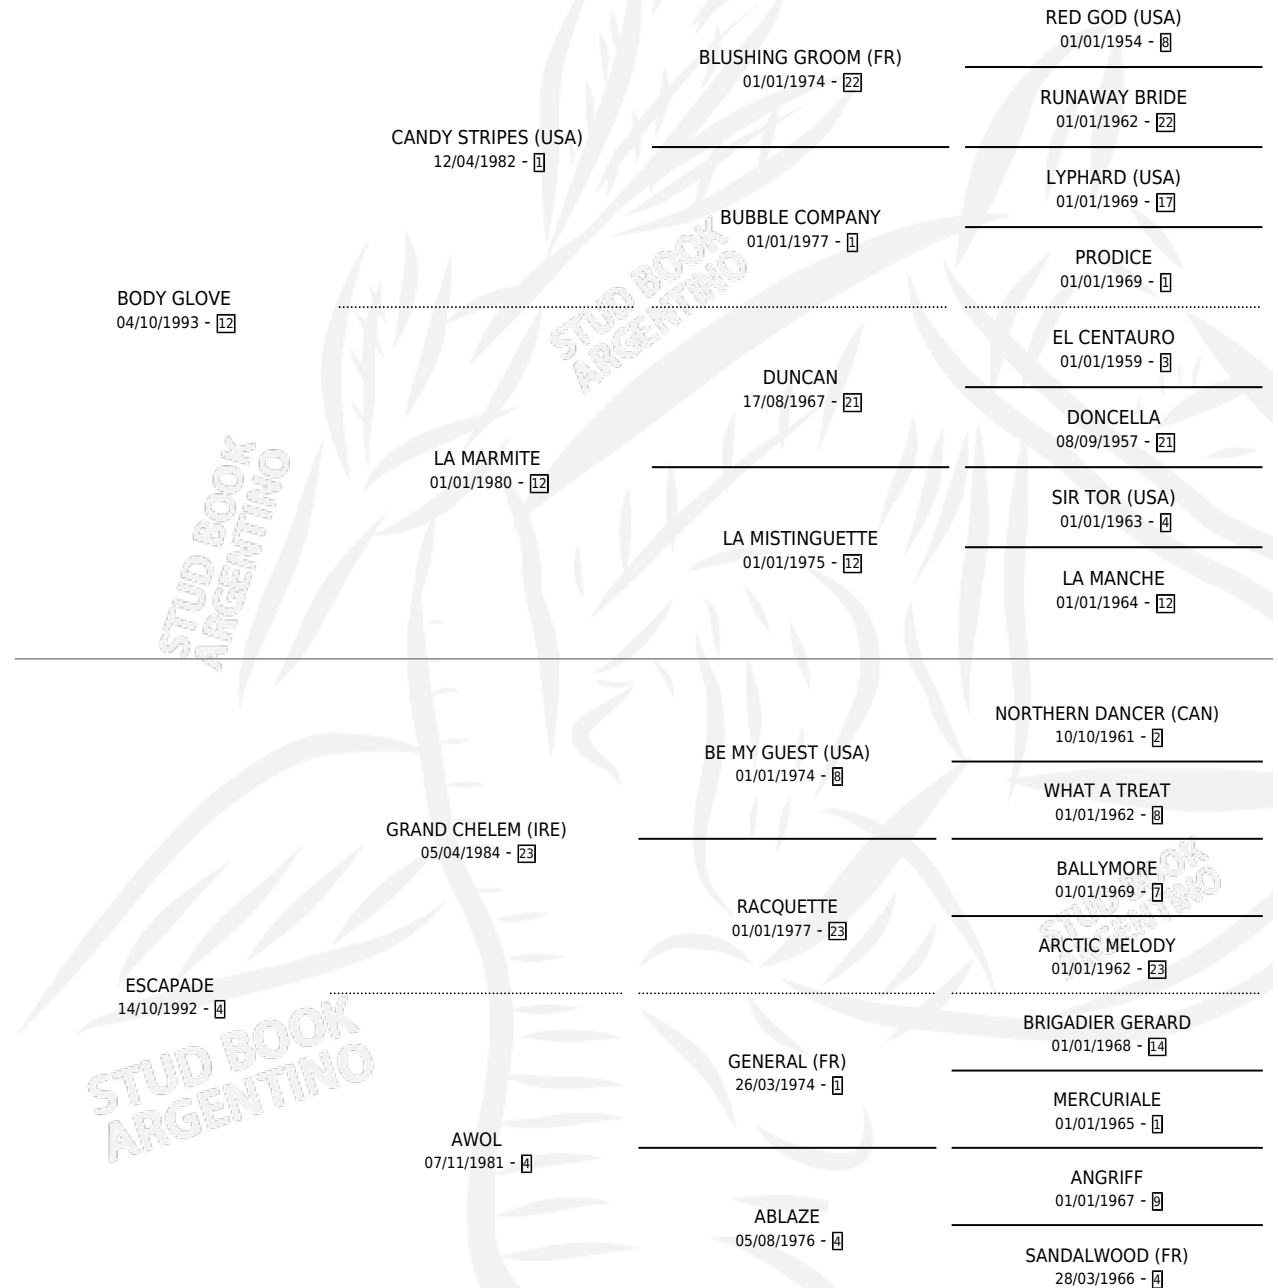 RED GOD (USA)
01/01/1954 - 8
BLUSHING GROOM (FR)
01/01/1974 - 22
RUNAWAY BRIDE
01/01/1962 - 22
CANDY STRIPES (USA)
12/04/1982 - 1
LYPHARD (USA)
01/01/1969 - 17
BUBBLE COMPANY
01/01/1977 - 1
PRODICE
01/01/1969 - 1
BODY GLOVE
04/10/1993 - 12
STUD BOOK
ARGENTINO
EL CENTAURO
01/01/1959 - 3
DUNCAN
17/08/1967 - 21
DONCELLA
08/09/1957 - 21
LA MARMITE
01/01/1980 - 12
SIR TOR (USA)
01/01/1963 - 4
LA MISTINGUETTE
01/01/1975 - 12
LA MANCHE
01/01/1964 - 12
STUD BOOK
ARGENTINO
NORTHERN DANCER (CAN)
10/10/1961 - 2
BE MY GUEST (USA)
01/01/1974 - 8
WHAT A TREAT
01/01/1962 - 8
GRAND CHELEM (IRE)
05/04/1984 - 23
BALLYMORE
01/01/1969 - 7
RACQUETTE
01/01/1977 - 23
STUD BOOK
ARGENTINO
ARCTIC MELODY
01/01/1962 - 23
ESCAPADE
14/10/1992 - 4
STUD BOOK
ARGENTINO
BRIGADIER GERARD
01/01/1968 - 14
GENERAL (FR)
26/03/1974 - 1
MERCURIALE
01/01/1965 - 1
AWOL
07/11/1981 - 4
ANGRIFF
01/01/1967 - 9
ABLAZE
05/08/1976 - 4
SANDALWOOD (FR)
28/03/1966 - 4